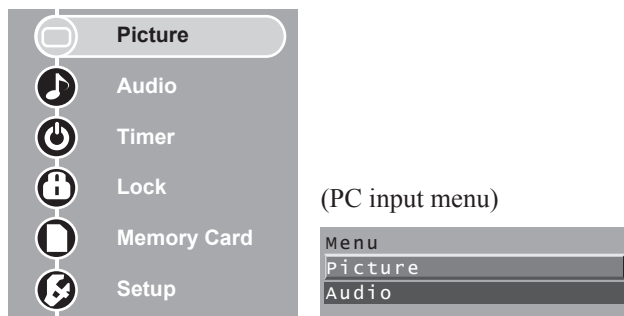 Picture
Audio
Timer
Lock
Memory Card
Setup
(PC input menu)
Menu
Picture
Audio